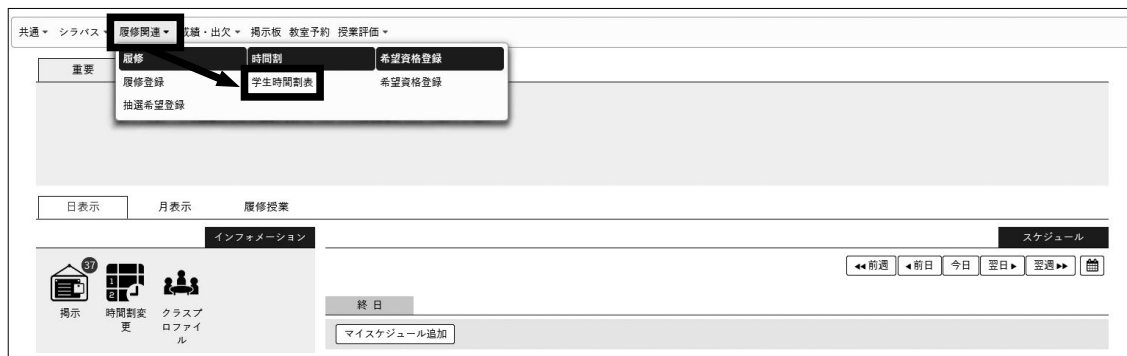 共通▼ シラバス▼ 履修関連▼ 成績・出欠▼ 掲示板 教室予約 授業評価▼
履修 時間割 希望資格登録
重要
履修登録 学生時間割表 希望資格登録
抽選希望登録
日表示 月表示 履修授業
インフォメーション スケジュール
◀◀前週 ◀前日 今日 翌日▶ 翌週▶▶
37
1
2
掲示 時間割変更 クラスプロファイル
終日
マイスケジュール追加